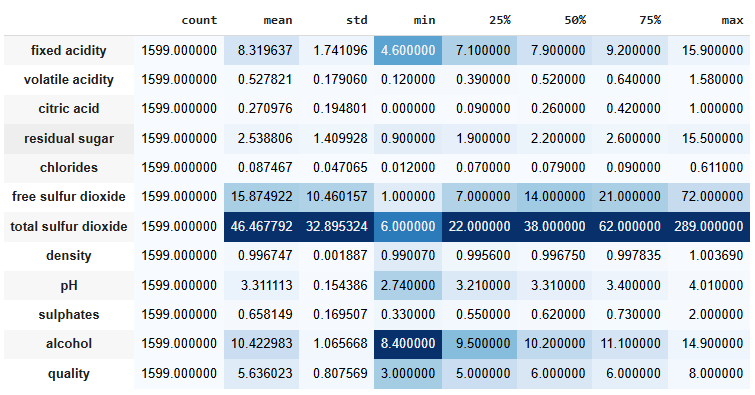 count mean std min 25% 50% 75% max
fixed acidity 1599.000000 8.319637 1.741096 4.600000 7.100000 7.900000 9.200000 15.900000
volatile acidity 1599.000000 0.527821 0.179060 0.120000 0.390000 0.520000 0.640000 1.580000
citric acid 1599.000000 0.270976 0.194801 0.000000 0.090000 0.260000 0.420000 1.000000
residual sugar 1599.000000 2.538806 1.409928 0.900000 1.900000 2.200000 2.600000 15.500000
chlorides 1599.000000 0.087467 0.047065 0.012000 0.070000 0.079000 0.090000 0.611000
free sulfur dioxide 1599.000000 15.874922 10.460157 1.000000 7.000000 14.000000 21.000000 72.000000
total sulfur dioxide 1599.000000 46.467792 32.895324 6.000000 22.000000 38.000000 62.000000 289.000000
density 1599.000000 0.996747 0.001887 0.990070 0.995600 0.996750 0.997835 1.003690
pH 1599.000000 3.311113 0.154386 2.740000 3.210000 3.310000 3.400000 4.010000
sulphates 1599.000000 0.658149 0.169507 0.330000 0.550000 0.620000 0.730000 2.000000
alcohol 1599.000000 10.422983 1.065668 8.400000 9.500000 10.200000 11.100000 14.900000
quality 1599.000000 5.636023 0.807569 3.000000 5.000000 6.000000 6.000000 8.000000